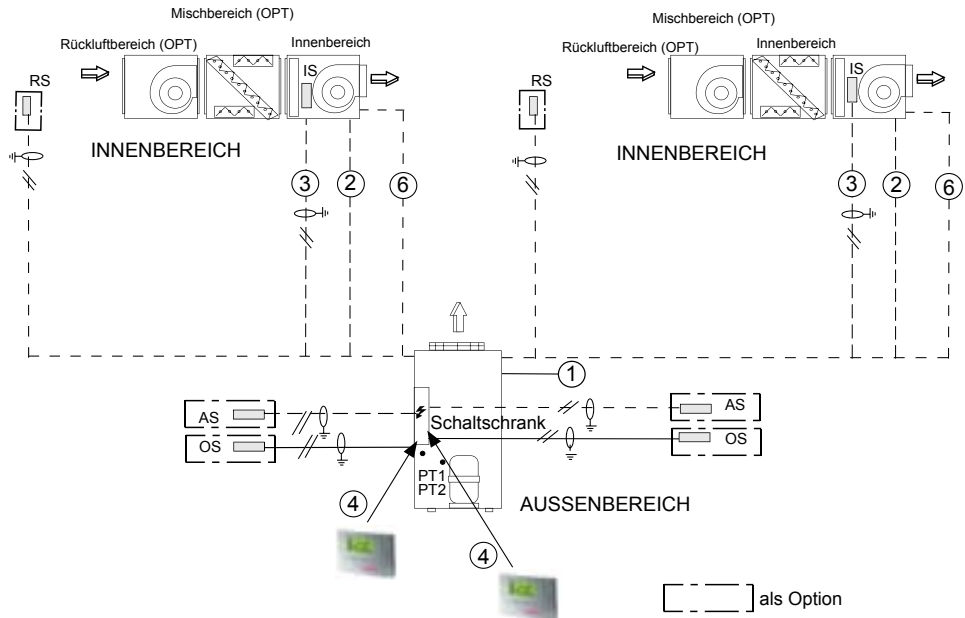 Mischbereich (OPT)
Rückluftbereich (OPT)
Innenbereich
RS
IS
INNENBEREICH
3
2
6
Mischbereich (OPT)
Rückluftbereich (OPT)
Innenbereich
RS
IS
INNENBEREICH
3
2
6
1
AS
OS
Schaltschrank
AS
OS
PT1
PT2
AUSSENBEREICH
4
4
als Option